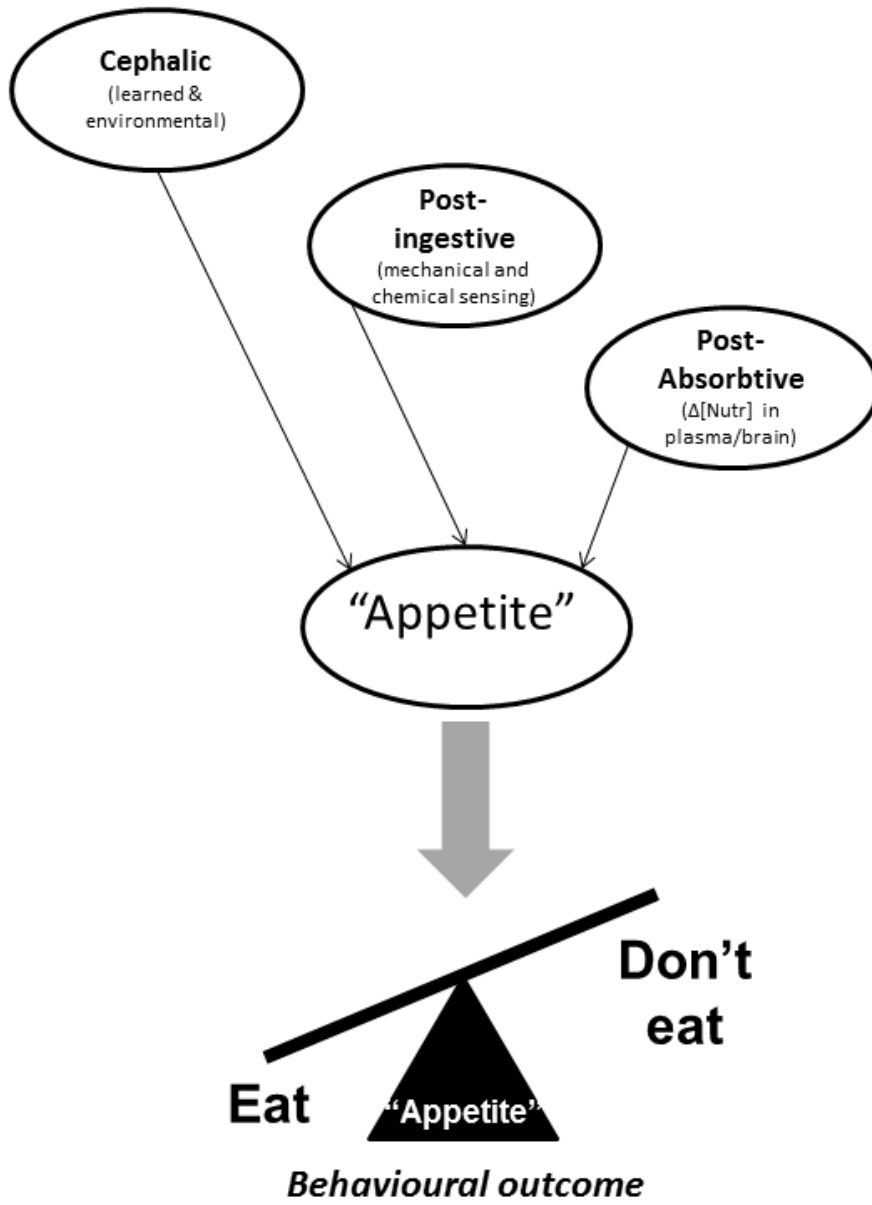 Cephalic
(learned &
environmental)
Post-
ingestive
(mechanical and
chemical sensing)
Post-
Absorbtive
(Δ[Nutr]  in
plasma/brain)
“Appetite”
Don’t
eat
Eat
“Appetite”
Behavioural outcome